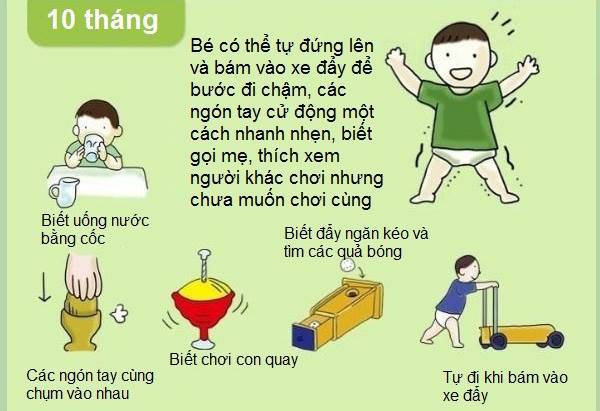 10 tháng
Bé có thể tự đứng lên
và bám vào xe đẩy để
bước đi chậm, các
ngón tay cử động một
cách nhanh nhẹn, biết
gọi mẹ, thích xem
người khác chơi nhưng
chưa muốn chơi cùng
Biết uống nước
bằng cốc
Biết đẩy ngăn kéo và
tìm các quả bóng
Các ngón tay cùng
chụm vào nhau
Biết chơi con quay
Tự đi khi bám vào
xe đẩy